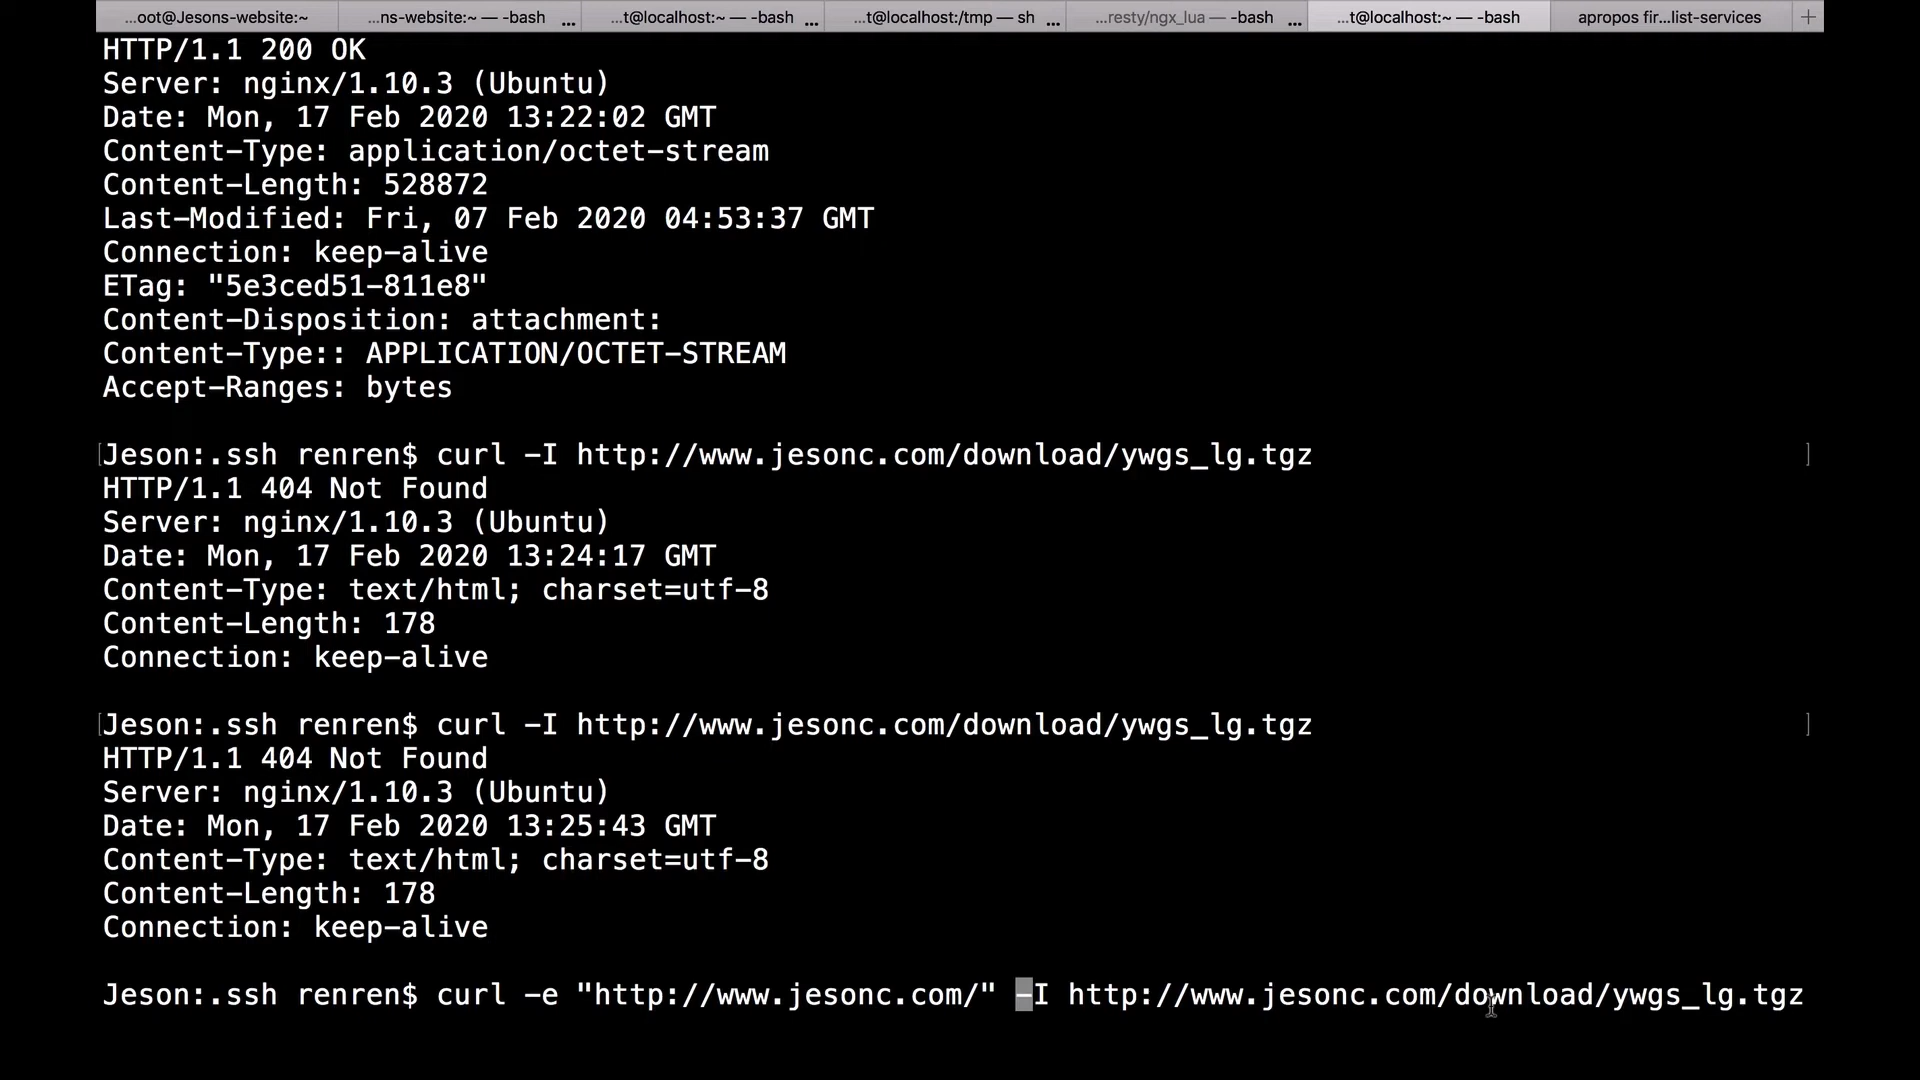 ...oot@Jesons-website:~
...ns-website:~ — -bash ...
...t@localhost:~ — -bash ...
...t@localhost:/tmp — sh ...
...resty/ngx_lua — -bash ...
...t@localhost:~ — -bash
apropos fir...list-services
+
HTTP/1.1 200 OK
Server: nginx/1.10.3 (Ubuntu)
Date: Mon, 17 Feb 2020 13:22:02 GMT
Content-Type: application/octet-stream
Content-Length: 528872
Last-Modified: Fri, 07 Feb 2020 04:53:37 GMT
Connection: keep-alive
ETag: "5e3ced51-811e8"
Content-Disposition: attachment:
Content-Type:: APPLICATION/OCTET-STREAM
Accept-Ranges: bytes
[Jeson:.ssh renren$ curl -I http://www.jesonc.com/download/ywgs_lg.tgz ]
HTTP/1.1 404 Not Found
Server: nginx/1.10.3 (Ubuntu)
Date: Mon, 17 Feb 2020 13:24:17 GMT
Content-Type: text/html; charset=utf-8
Content-Length: 178
Connection: keep-alive
[Jeson:.ssh renren$ curl -I http://www.jesonc.com/download/ywgs_lg.tgz ]
HTTP/1.1 404 Not Found
Server: nginx/1.10.3 (Ubuntu)
Date: Mon, 17 Feb 2020 13:25:43 GMT
Content-Type: text/html; charset=utf-8
Content-Length: 178
Connection: keep-alive
Jeson:.ssh renren$ curl -e "http://www.jesonc.com/" -I http://www.jesonc.com/download/ywgs_lg.tgz